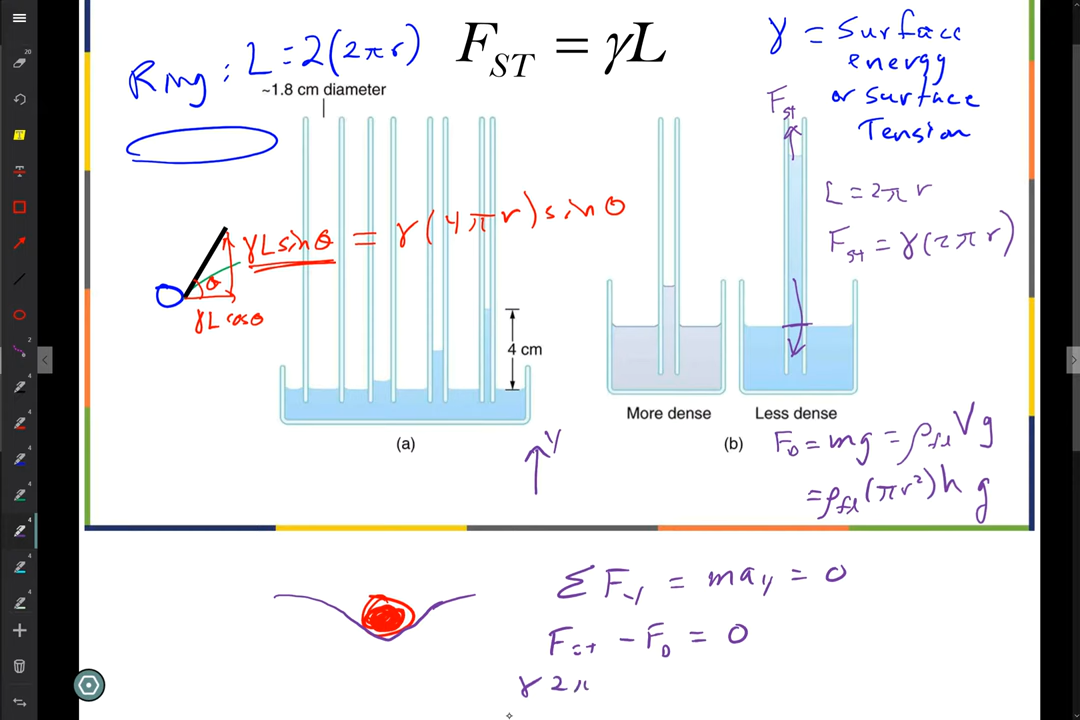 Ring : L = 2(2πr)
F_ST = γL
γ = Surface
energy
or surface
Tension
~1.8 cm diameter
F_st
L = 2πr
F_st = γ(2πr)
γL sinθ = γ(4πr) sinθ
θ
γL cosθ
4 cm
More dense
Less dense
(a)
(b)
y
F_D = mg = ρ_fl V g
= ρ_fl (πr²) h g
ΣF_y = ma_y = 0
F_ST - F_D = 0
γ 2π